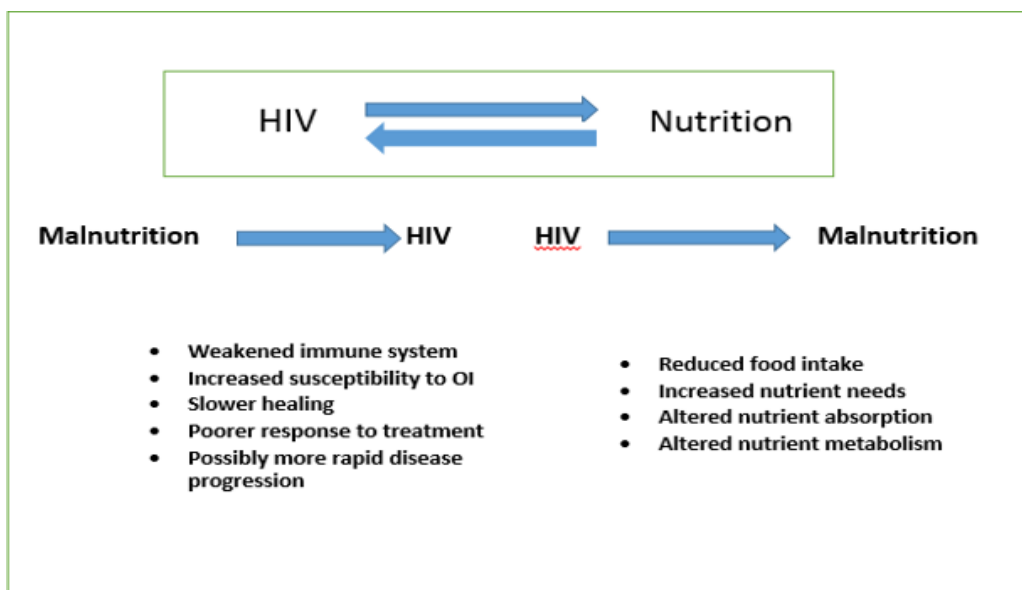 HIV Nutrition
Malnutrition HIV HIV Malnutrition
• Weakened immune system
• Increased susceptibility to OI
• Slower healing
• Poorer response to treatment
• Possibly more rapid disease
progression
• Reduced food intake
• Increased nutrient needs
• Altered nutrient absorption
• Altered nutrient metabolism